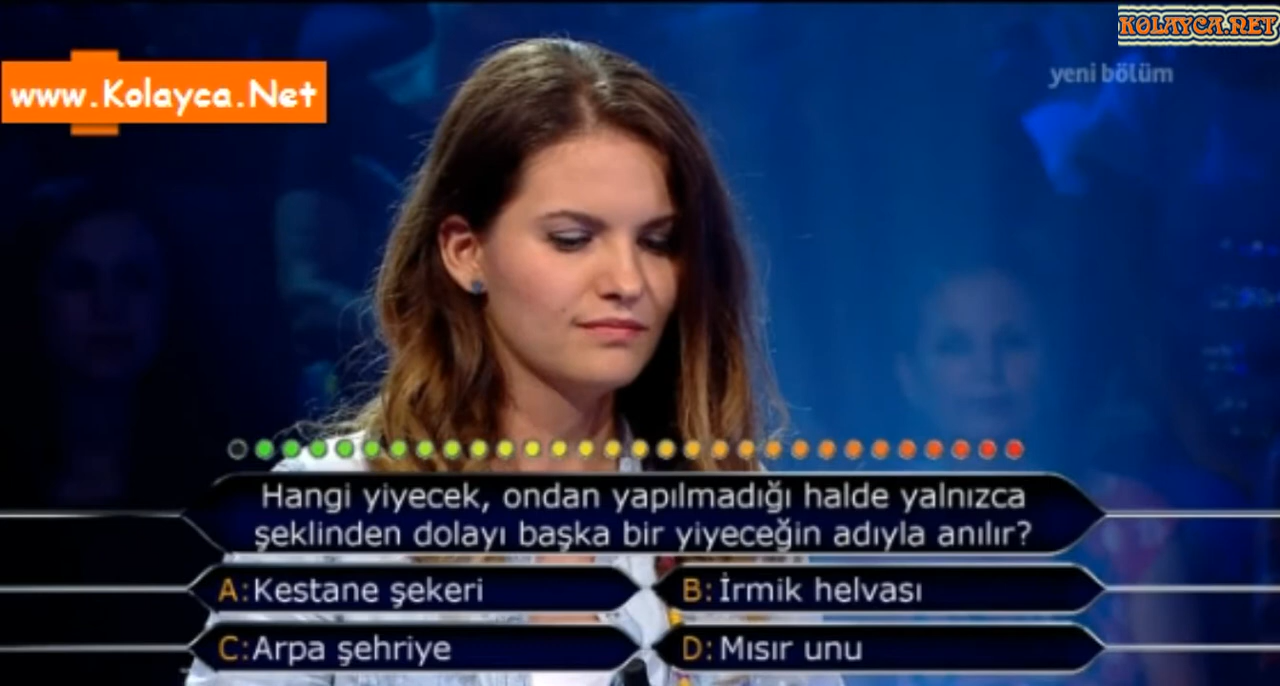 KOLAYCA.NET
www.Kolayca.Net
yeni bölüm
Hangi yiyecek, ondan yapılmadığı halde yalnızca
şeklinden dolayı başka bir yiyeceğin adıyla anılır?
A: Kestane şekeri
B: İrmik helvası
C: Arpa şehriye
D: Mısır unu